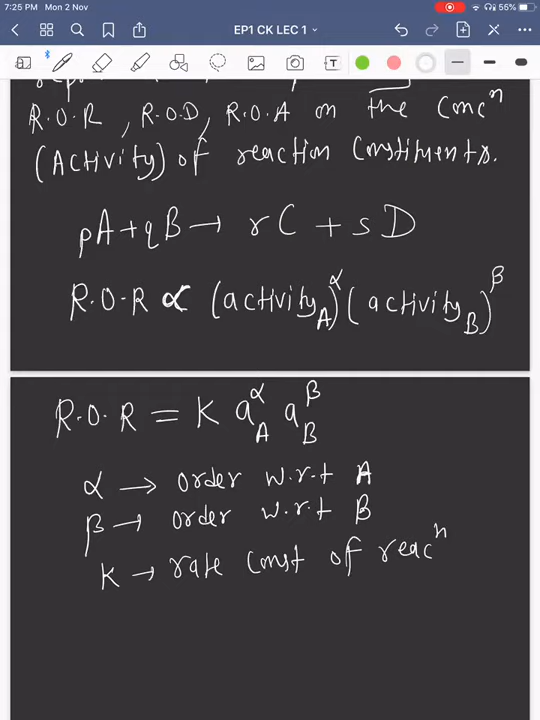 7:25 PM Mon 2 Nov 55%
EP1 CK LEC 1
R.O.R, R.O.D, R.O.A on the Concⁿ
(Activity) of reaction Constituents.
pA+qB → rC + sD
R.O.R ∝ (activity_A)^α (activity_B)^β
R.O.R = K a_A^α a_B^β
α → order w.r.t A
β → order w.r.t B
K → rate const of reacⁿ